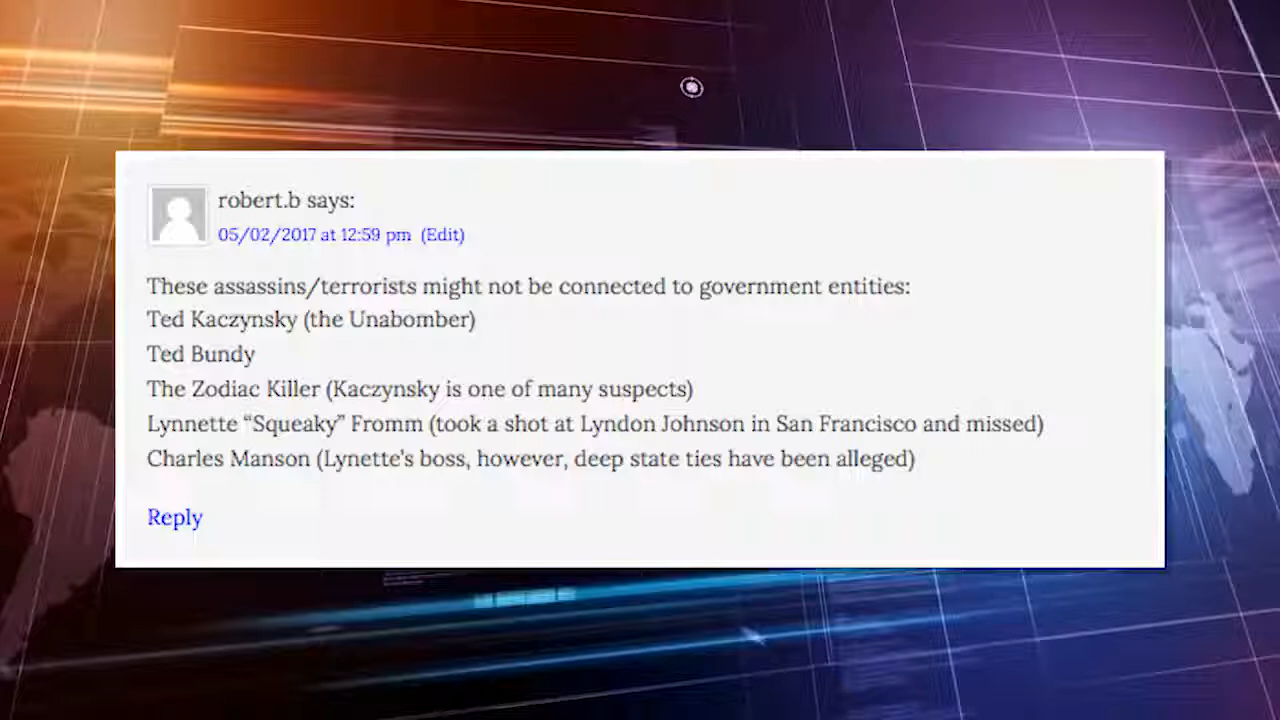 robert.b says:
05/02/2017 at 12:59 pm (Edit)
These assassins/terrorists might not be connected to government entities:
Ted Kaczynsky (the Unabomber)
Ted Bundy
The Zodiac Killer (Kaczynsky is one of many suspects)
Lynnette “Squeaky” Fromm (took a shot at Lyndon Johnson in San Francisco and missed)
Charles Manson (Lynette's boss, however, deep state ties have been alleged)
Reply